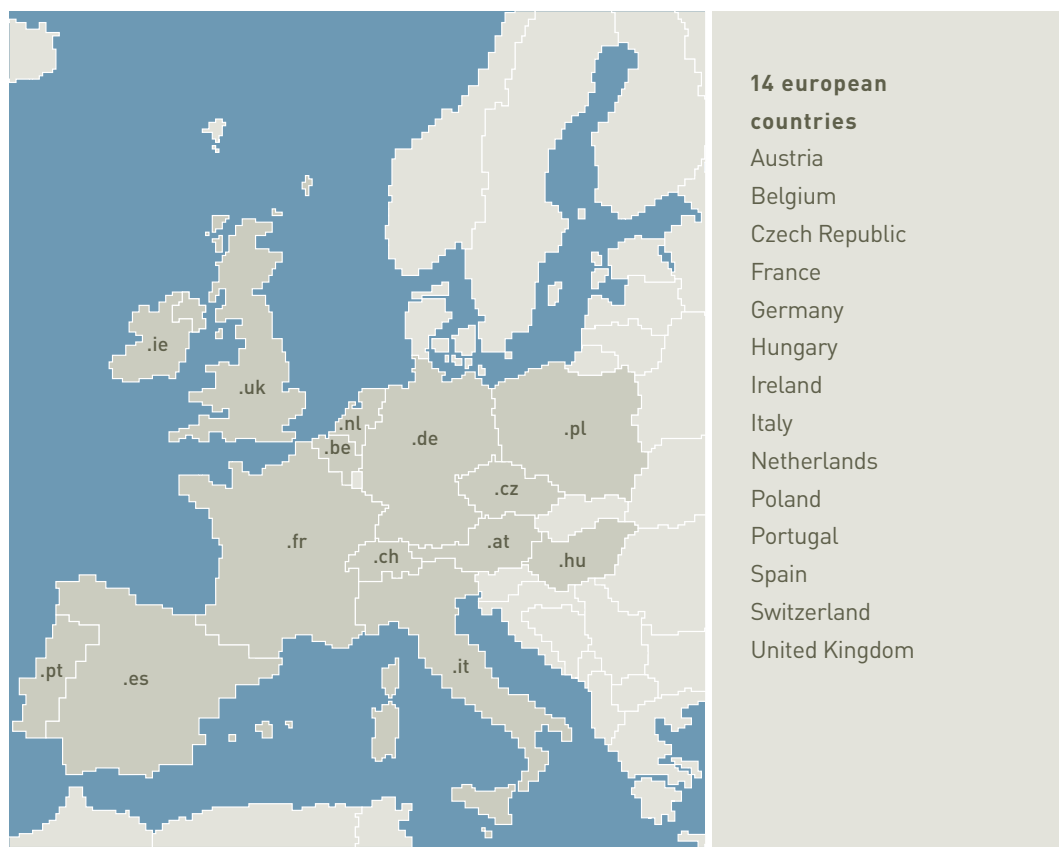 .ie
.uk
.nl
.be
.de
.pl
.cz
.fr
.ch
.at
.hu
.pt
.es
.it
14 european
countries
Austria
Belgium
Czech Republic
France
Germany
Hungary
Ireland
Italy
Netherlands
Poland
Portugal
Spain
Switzerland
United Kingdom